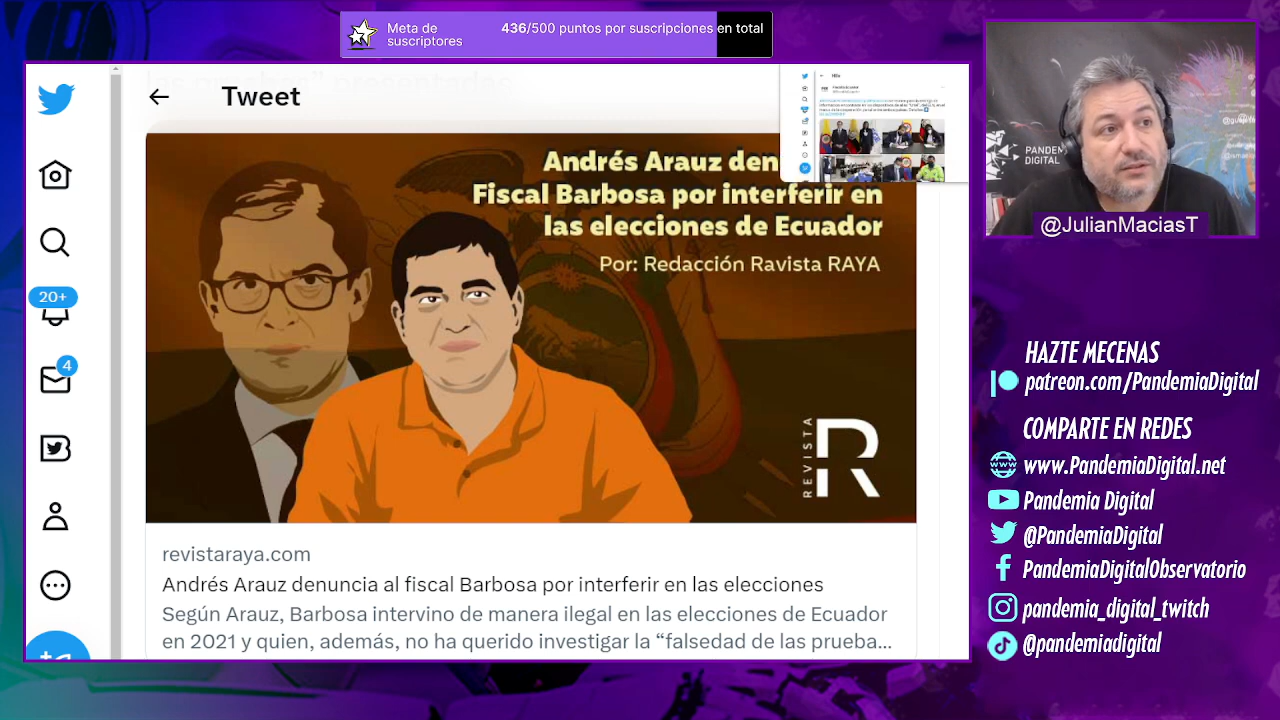 Meta de
suscriptores
436/500 puntos por suscripciones en total
Tweet
20+
4
Andrés Arauz den
Fiscal Barbosa por interferir en
las elecciones de Ecuador
Por: Redacción Ravista RAYA
REVISTA
R
revistaraya.com
Andrés Arauz denuncia al fiscal Barbosa por interferir en las elecciones
Según Arauz, Barbosa intervino de manera ilegal en las elecciones de Ecuador
en 2021 y quien, además, no ha querido investigar la “falsedad de las prueba...
PANDEM
DIGITAL
@JulianMaciasT
HAZTE MECENAS
patreon.com/PandemiaDigital
COMPARTE EN REDES
www.PandemiaDigital.net
Pandemia Digital
@PandemiaDigital
PandemiaDigitalObservatorio
pandemia_digital_twitch
@pandemiadigital